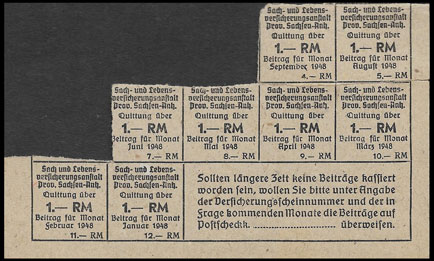 Sach- und Lebens-
versicherungsanstalt
Prov. Sachsen-Anh.
Quittung über
1.— RM
Beitrag für Monat
September 1948
4.— RM
Sach- und Lebens-
versicherungsanstalt
Prov. Sachsen-Anh.
Quittung über
1.— RM
Beitrag für Monat
August 1948
5.— RM
Sach- und Lebens-
versicherungsanstalt
Prov. Sachsen-Anh.
Quittung über
1.— RM
Beitrag für Monat
Juni 1948
7.— RM
Sach- und Lebens-
versicherungsanstalt
Prov. Sachsen-Anh.
Quittung über
1.— RM
Beitrag für Monat
Mai 1948
8.— RM
Sach- und Lebens-
versicherungsanstalt
Prov. Sachsen-Anh.
Quittung über
1.— RM
Beitrag für Monat
April 1948
9.— RM
Sach- und Lebens-
versicherungsanstalt
Prov. Sachsen-Anh.
Quittung über
1.— RM
Beitrag für Monat
März 1948
10.— RM
Sach- und Lebens-
versicherungsanstalt
Prov. Sachsen-Anh.
Quittung über
1.— RM
Beitrag für Monat
Februar 1948
11.— RM
Sach- und Lebens-
versicherungsanstalt
Prov. Sachsen-Anh.
Quittung über
1.— RM
Beitrag für Monat
Januar 1948
12.— RM
Sollten längere Zeit keine Beiträge kassiert
worden sein, wollen Sie bitte unter Angabe
der Versicherungsscheinnummer und der in
Frage kommenden Monate die Beiträge auf
Postscheckk. .......................... überweisen.